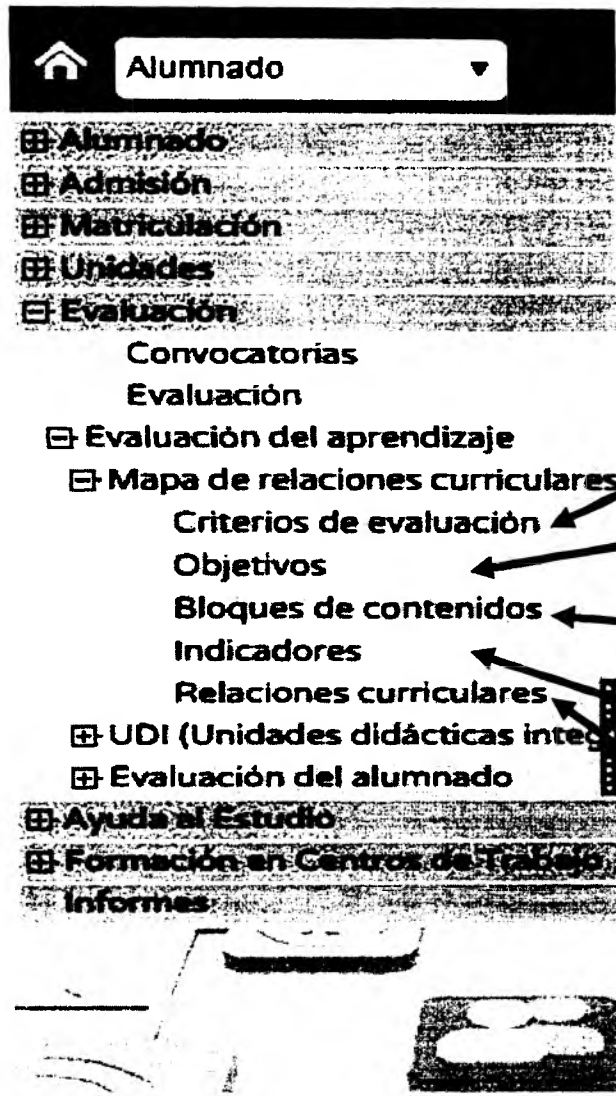 Alumnado
Alumnado
Admisión
Matriculación
Unidades
Evaluación
Convocatorias
Evaluación
Evaluación del aprendizaje
Mapa de relaciones curriculares
Criterios de evaluación
Objetivos
Bloques de contenidos
Indicadores
Relaciones curriculares
UDI (Unidades didácticas integ
Evaluación del alumnado
Ayuda al Estudio
Formación en Centros de Trabajo
Informes